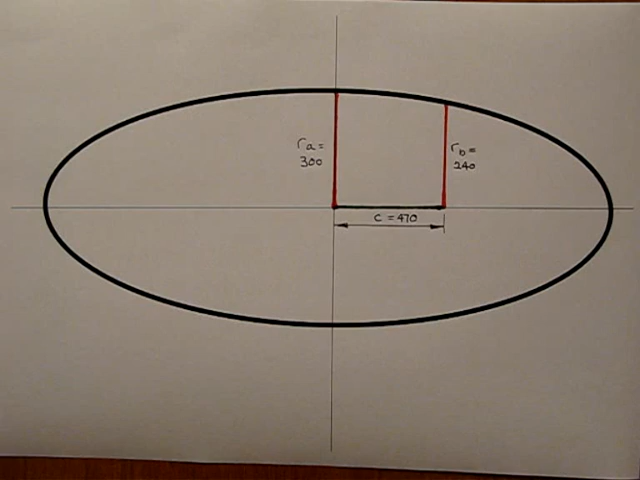 ra =
300
rb =
240
c = 470